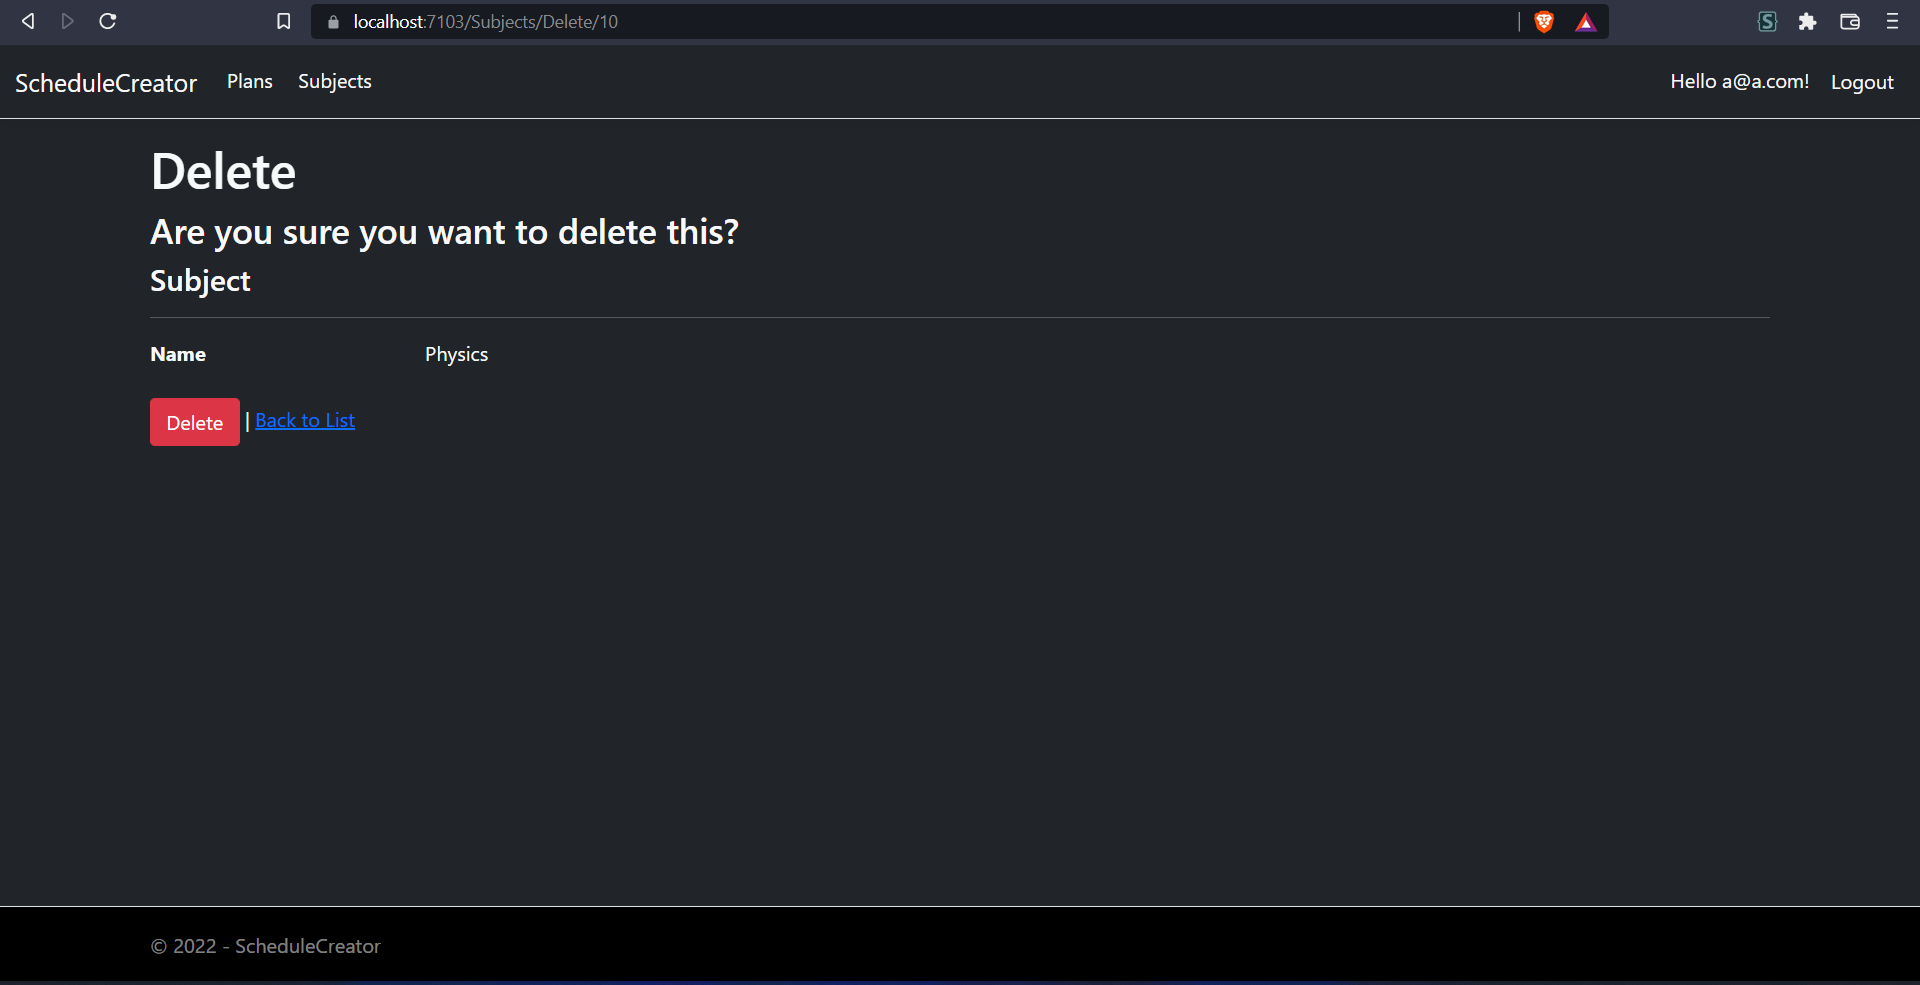 localhost:7103/Subjects/Delete/10
ScheduleCreator Plans Subjects Hello a@a.com! Logout
Delete
Are you sure you want to delete this?
Subject
Name Physics
Delete | Back to List
© 2022 - ScheduleCreator